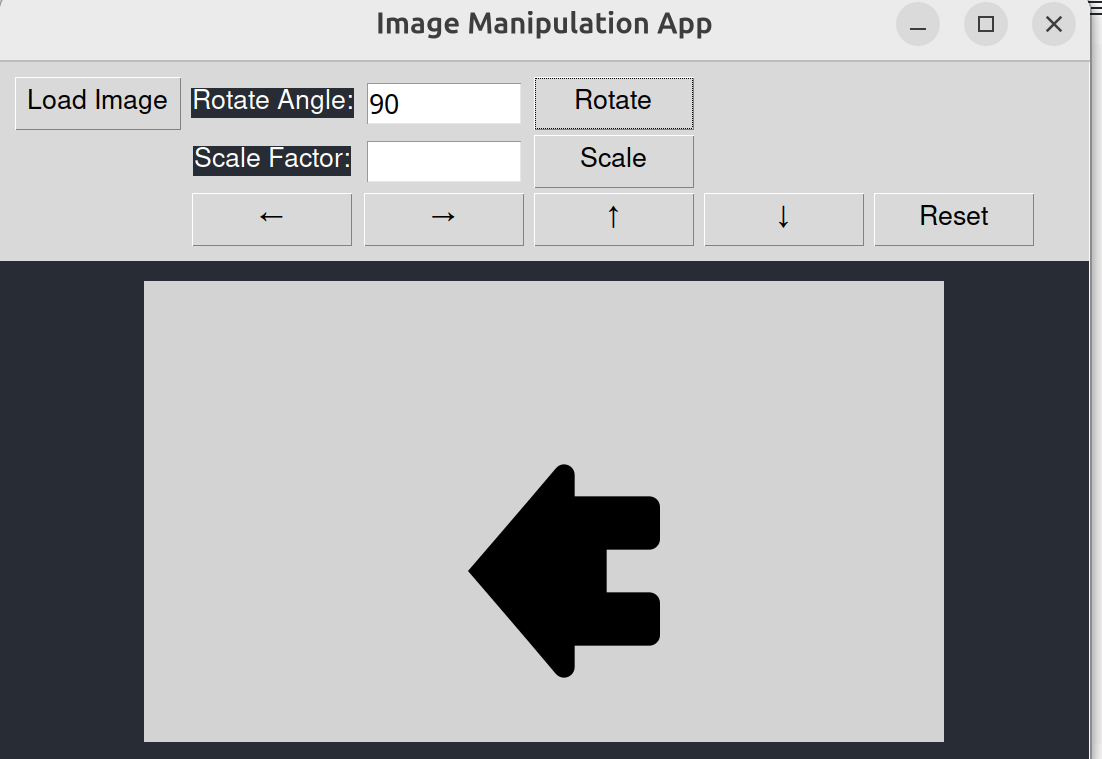 Image Manipulation App
Load Image Rotate Angle: 90 Rotate
Scale Factor: Scale
← → ↑ ↓ Reset